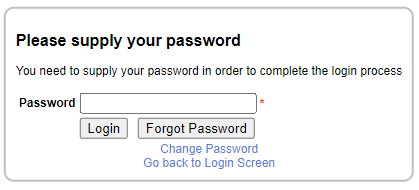 Please supply your password
You need to supply your password in order to complete the login process
Password *
Login Forgot Password
Change Password
Go back to Login Screen